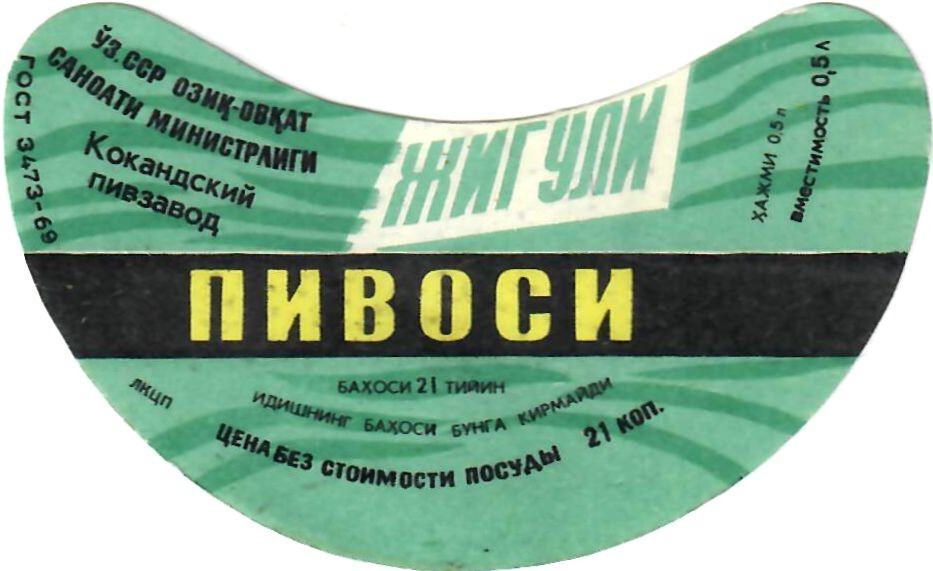 ГОСТ 3473-69
ЎЗ.ССР ОЗИҚ-ОВҚАТ
САНОАТИ МИНИСТРЛИГИ
Кокандский
пивзавод
ЖИГУЛИ
ҲАЖМИ 0,5 л
вместимость 0,5 л
ПИВОСИ
ЛКЦП
БАҲОСИ 21 ТИЙИН
ИДИШНИНГ БАҲОСИ БУНГА КИРМАЙДИ
ЦЕНА БЕЗ СТОИМОСТИ ПОСУДЫ 21 КОП.